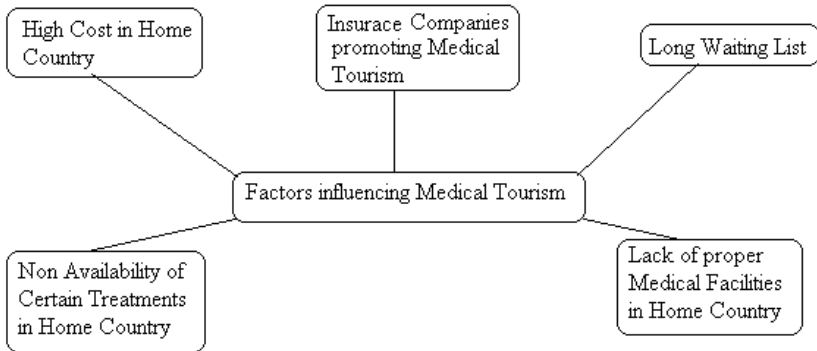 High Cost in Home
Country
Insurace Companies
promoting Medical
Tourism
Long Waiting List
Factors influencing Medical Tourism
Non Availability of
Certain Treatments
in Home Country
Lack of proper
Medical Facilities
in Home Country